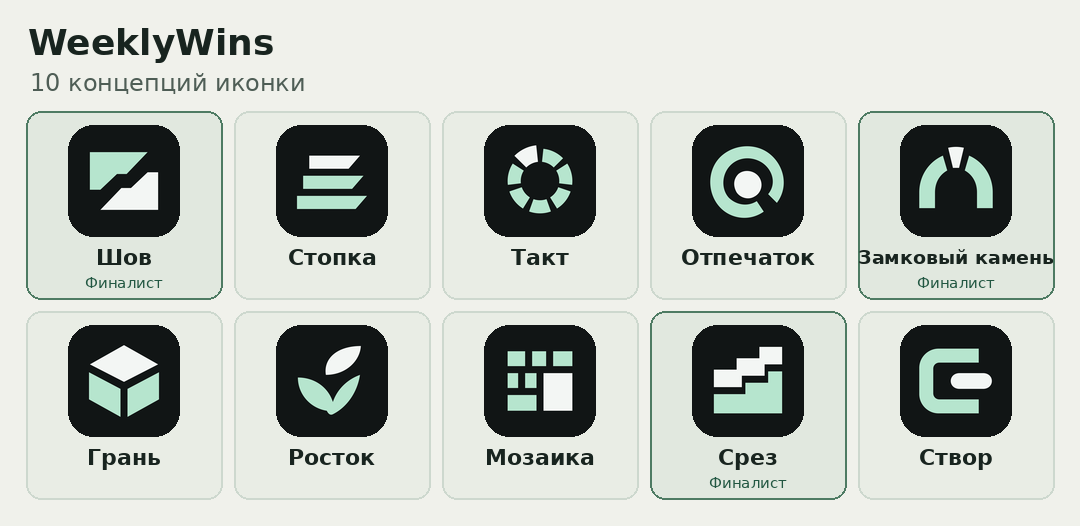 WeeklyWins
10 концепций иконки
Шов
Финалист
Стопка
Такт
Отпечаток
Замковый камень
Финалист
Грань
Росток
Мозаика
Срез
Финалист
Створ